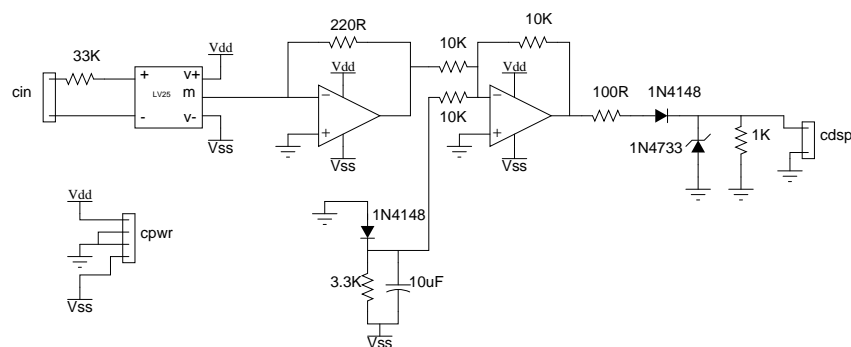 220R
10K
10K
33K
Vdd
Vdd
Vdd
cin
+
v+
LV25
m
-
v-
Vss
−
+
Vss
10K
−
+
Vss
100R
1N4148
1N4733
1K
cdsp
Vdd
cpwr
Vss
1N4148
3.3K
10uF
Vss